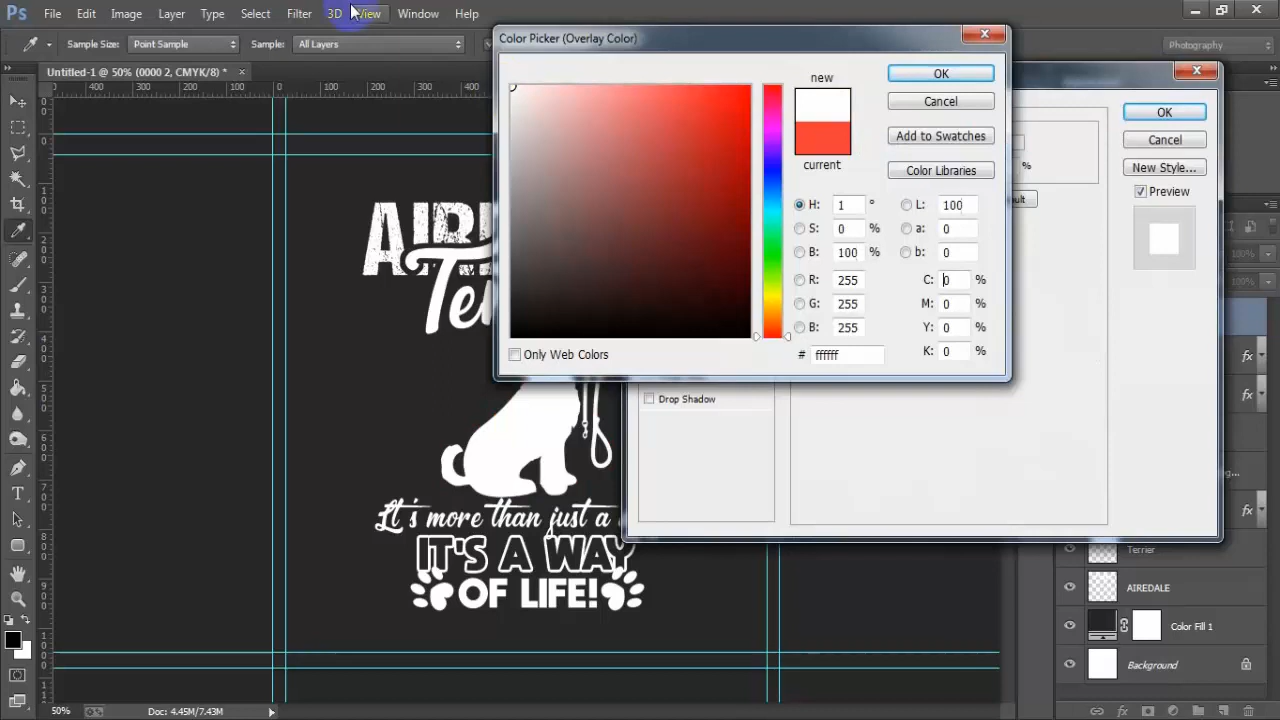 Ps File Edit Image Layer Type Select Filter 3D View Window Help
Sample Size: Point Sample Sample: All Layers
Photography
Untitled-1 @ 50% (0000 2, CMYK/8) *
Color Picker (Overlay Color)
new
current
OK
Cancel
Add to Swatches
Color Libraries
H: 1 °
S: 0 %
B: 100 %
R: 255
G: 255
B: 255
# ffffff
L: 100
a: 0
b: 0
C: 0 %
M: 0 %
Y: 0 %
K: 0 %
Only Web Colors
OK
Cancel
New Style...
Preview
%
Drop Shadow
It's more than just a
IT'S A WAY
OF LIFE!
fx
fx
fx
Terrier
AIREDALE
Color Fill 1
Background
50% Doc: 4.45M/7.43M